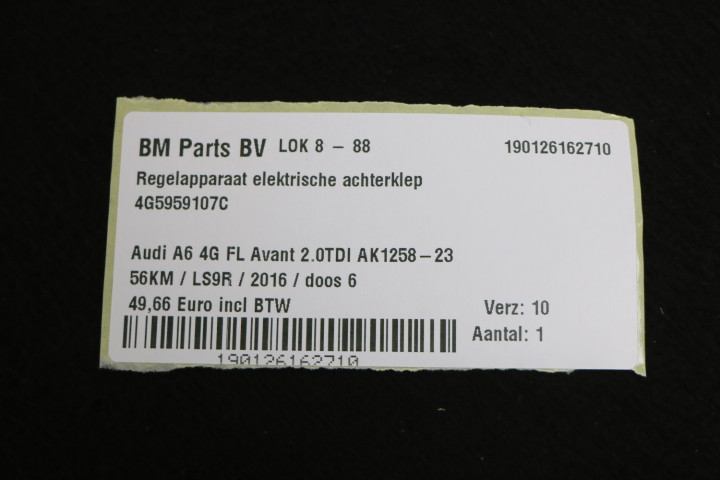 BM Parts BV LOK 8 - 88 190126162710
Regelapparaat elektrische achterklep
4G5959107C
Audi A6 4G FL Avant 2.0TDI AK1258-23
56KM / LS9R / 2016 / doos 6
49,66 Euro incl BTW Verz: 10
Aantal: 1
190126162710